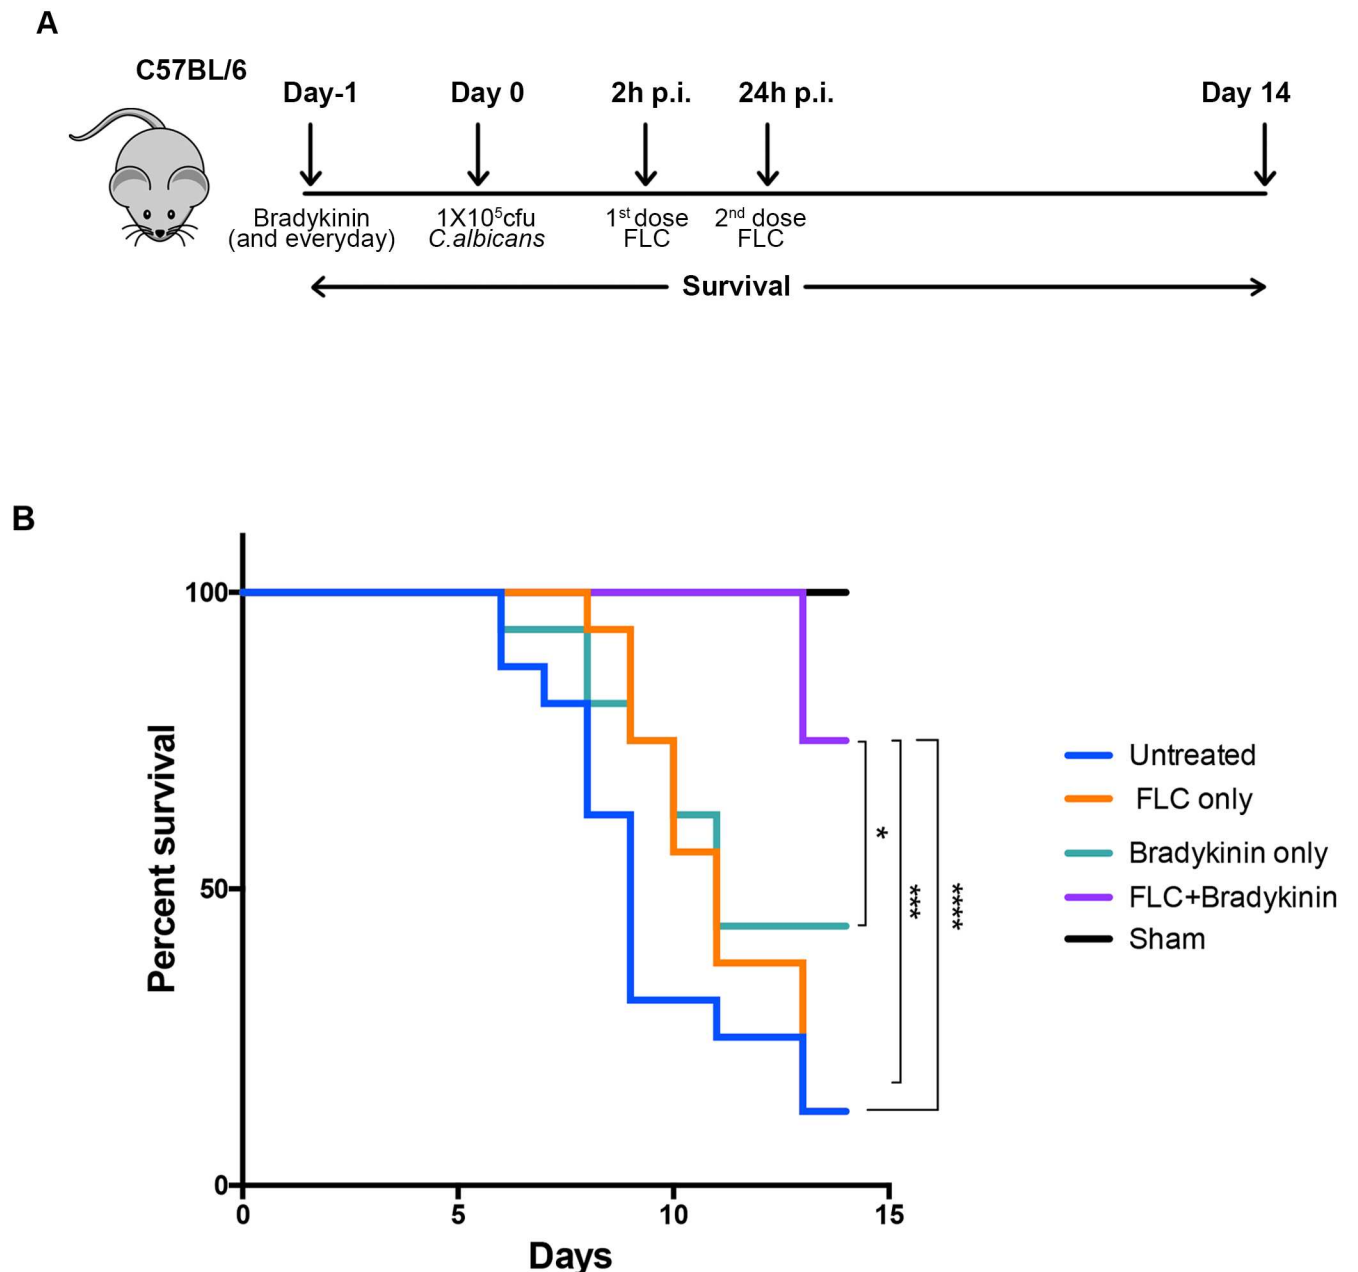 A
C57BL/6
Day-1 Day 0 2h p.i. 24h p.i. Day 14
Bradykinin 1X10⁵cfu 1ˢᵗ dose 2ⁿᵈ dose
(and everyday) C.albicans FLC FLC
Survival
B
100
50
0
0 5 10 15
Percent survival
Days
*
***
****
Untreated
FLC only
Bradykinin only
FLC+Bradykinin
Sham